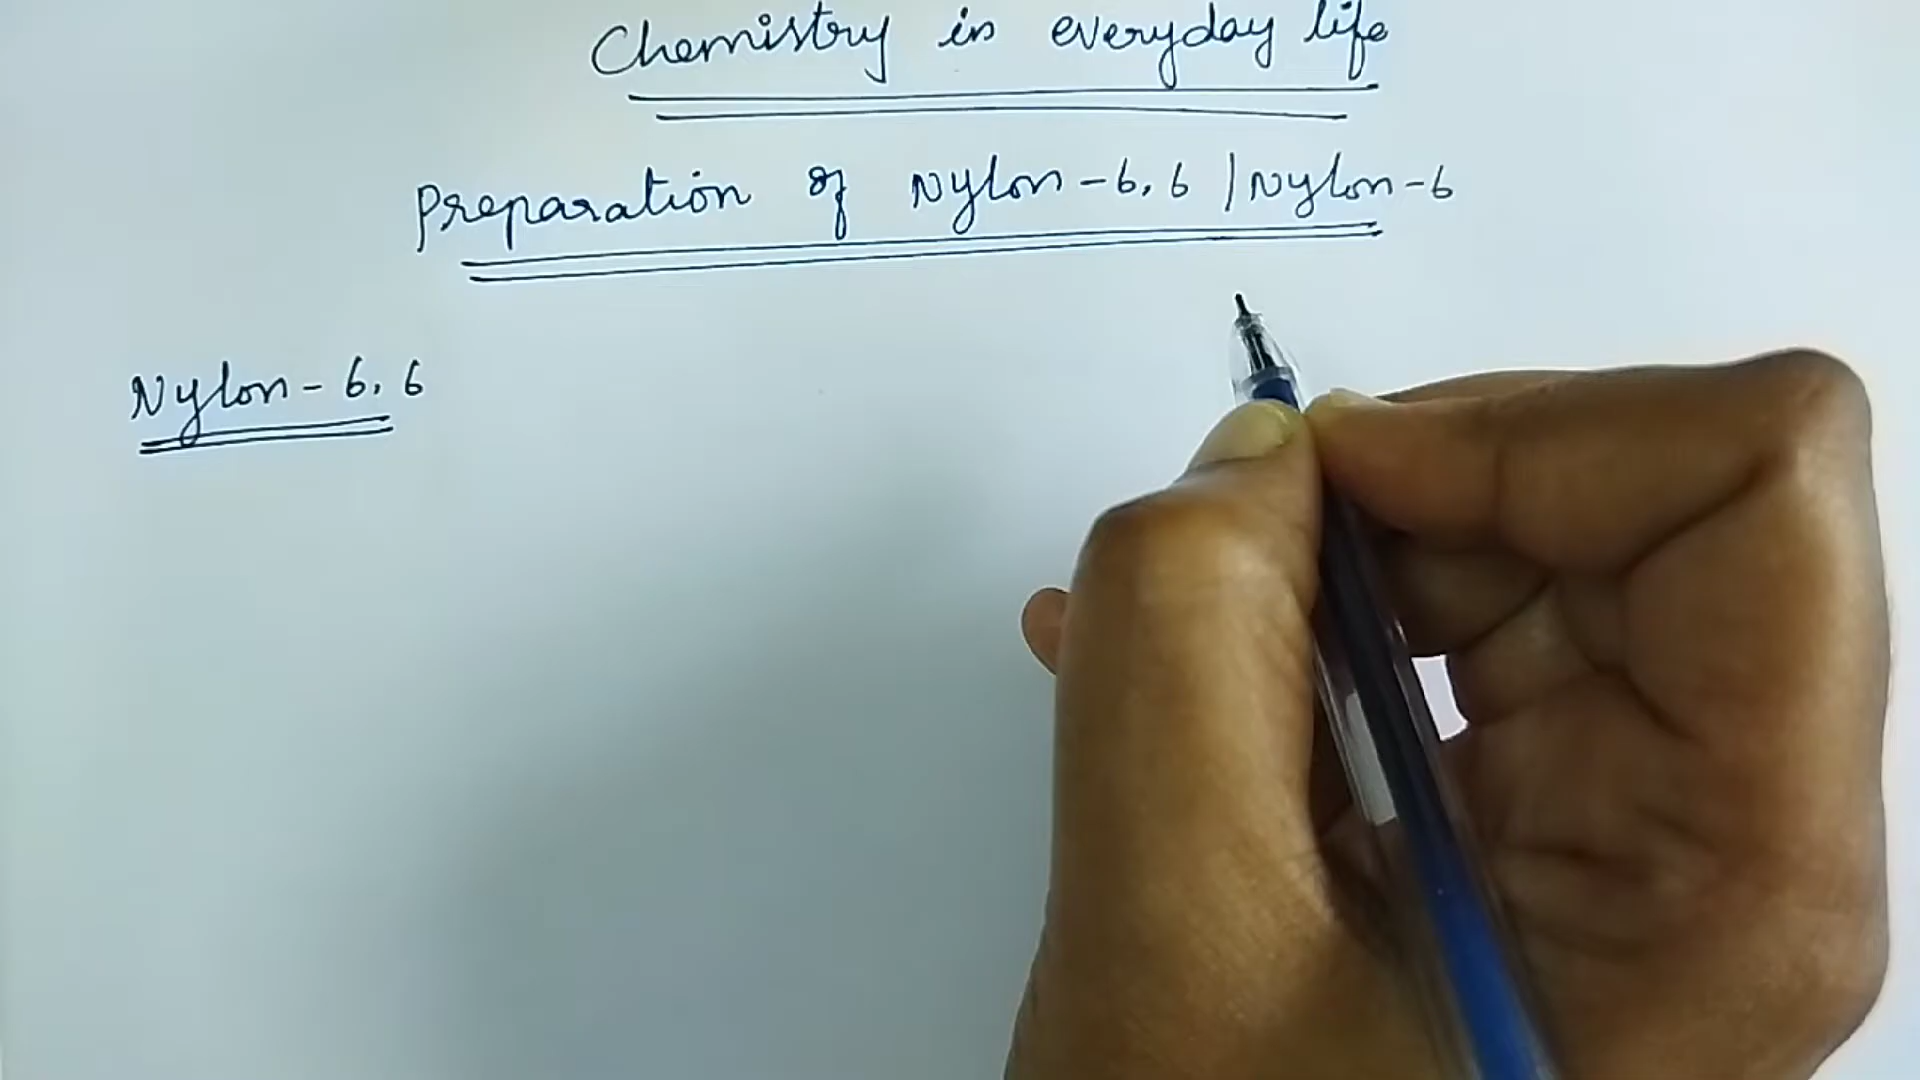 Chemistry in everyday life
Preparation of Nylon-6,6 | Nylon-6
Nylon-6,6